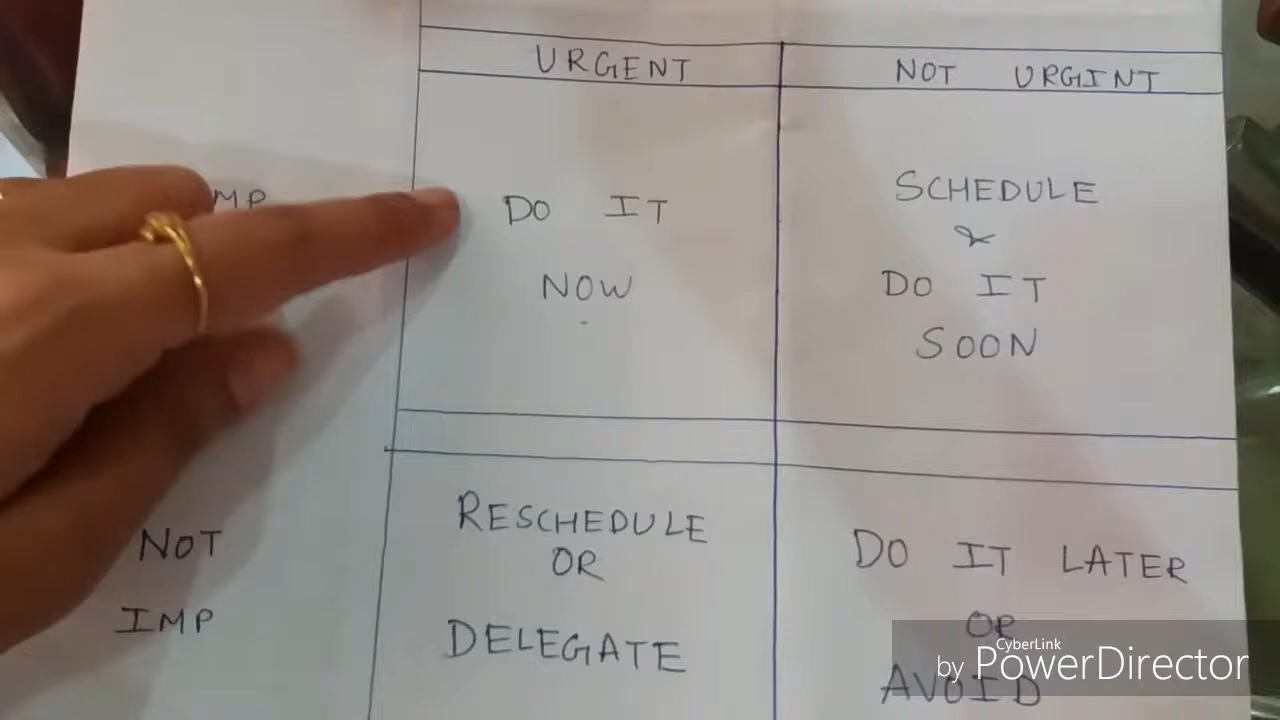 URGENT
NOT URGINT
MP
DO IT
NOW
SCHEDULE
&
DO IT
SOON
NOT
IMP
RESCHEDULE
OR
DELEGATE
DO IT LATER
OR
AVOID
CyberLink
by PowerDirector